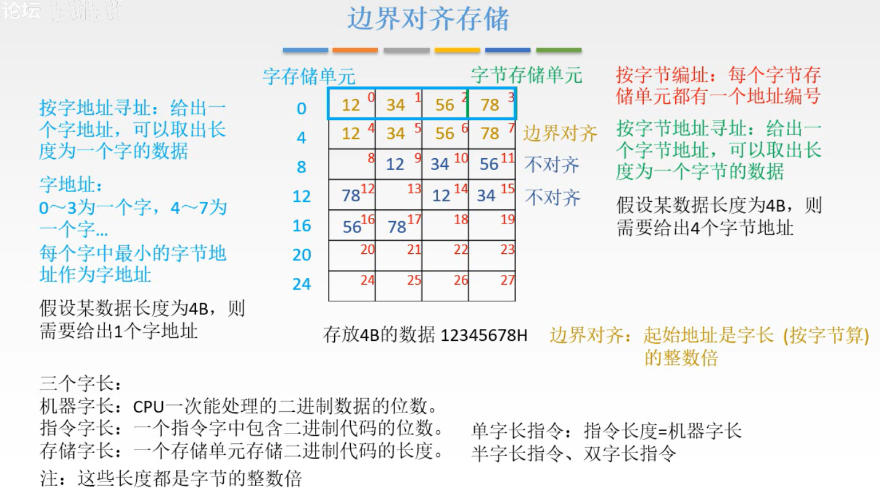 论坛
边界对齐存储
字存储单元
字节存储单元
按字地址寻址：给出一
个字地址，可以取出长
度为一个字的数据
字地址：
0～3为一个字，4～7为
一个字…
每个字中最小的字节地
址作为字地址
假设某数据长度为4B，则
需要给出1个字地址
0 12 0 34 1 56 2 78 3
4 12 4 34 5 56 6 78 7 边界对齐
8 8 12 9 34 10 56 11 不对齐
12 78 12 13 12 14 34 15 不对齐
16 56 16 78 17 18 19
20 20 21 22 23
24 24 25 26 27
按字节编址：每个字节存
储单元都有一个地址编号
按字节地址寻址：给出一
个字节地址，可以取出长
度为一个字节的数据
假设某数据长度为4B，则
需要给出4个字节地址
存放4B的数据 12345678H
边界对齐：起始地址是字长 (按字节算)
的整数倍
三个字长：
机器字长：CPU一次能处理的二进制数据的位数。
指令字长：一个指令字中包含二进制代码的位数。
存储字长：一个存储单元存储二进制代码的长度。
注：这些长度都是字节的整数倍
单字长指令：指令长度=机器字长
半字长指令、双字长指令